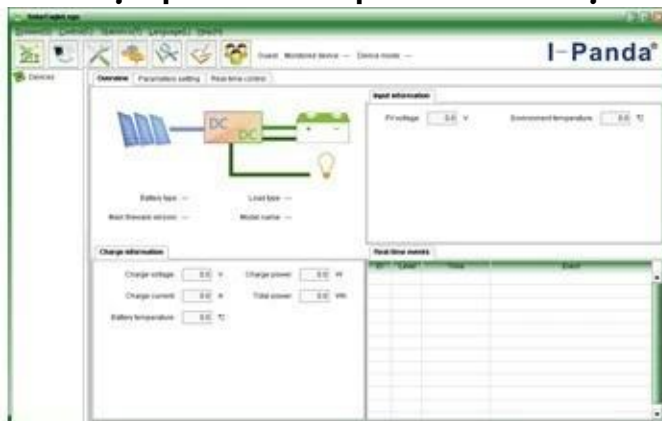 SolarEagleLogo
I-Panda®
Guest Monitored device --- Device mode ---
Devices
Overview Parameters setting Real-time control
DC
DC
Battery type ---
Load type ---
Main firmware version ---
Model name ---
Input information
PV voltage 0.0 V
Environment temperature 0.0 ℃
Charge information
Charge voltage 0.0 V
Charge power 0.0 W
Charge current 0.0 A
Total power 0.0 kWh
Battery temperature 0.0 ℃
Real-time events
ID Level Time Event